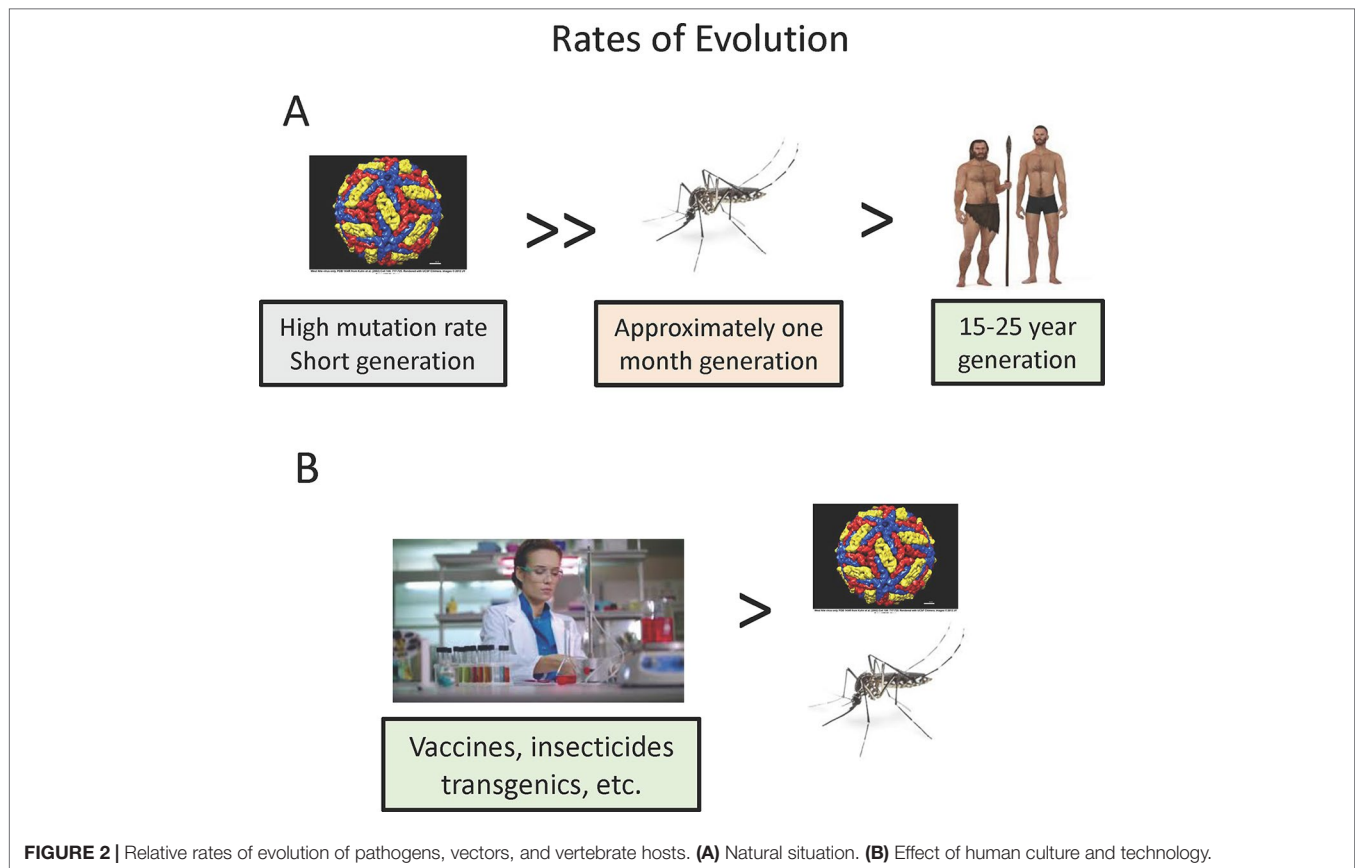 Rates of Evolution
A
>>
>
High mutation rate
Short generation
Approximately one
month generation
15-25 year
generation
B
>
Vaccines, insecticides
transgenics, etc.
FIGURE 2 | Relative rates of evolution of pathogens, vectors, and vertebrate hosts. (A) Natural situation. (B) Effect of human culture and technology.